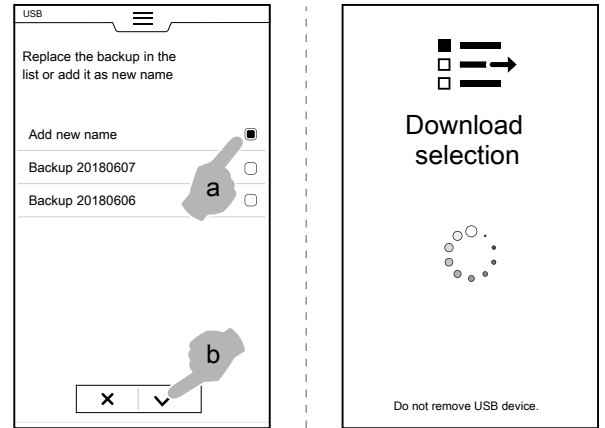 USB
Replace the backup in the
list or add it as new name
Add new name
Backup 20180607
Backup 20180606
a
b
Download
selection
Do not remove USB device.